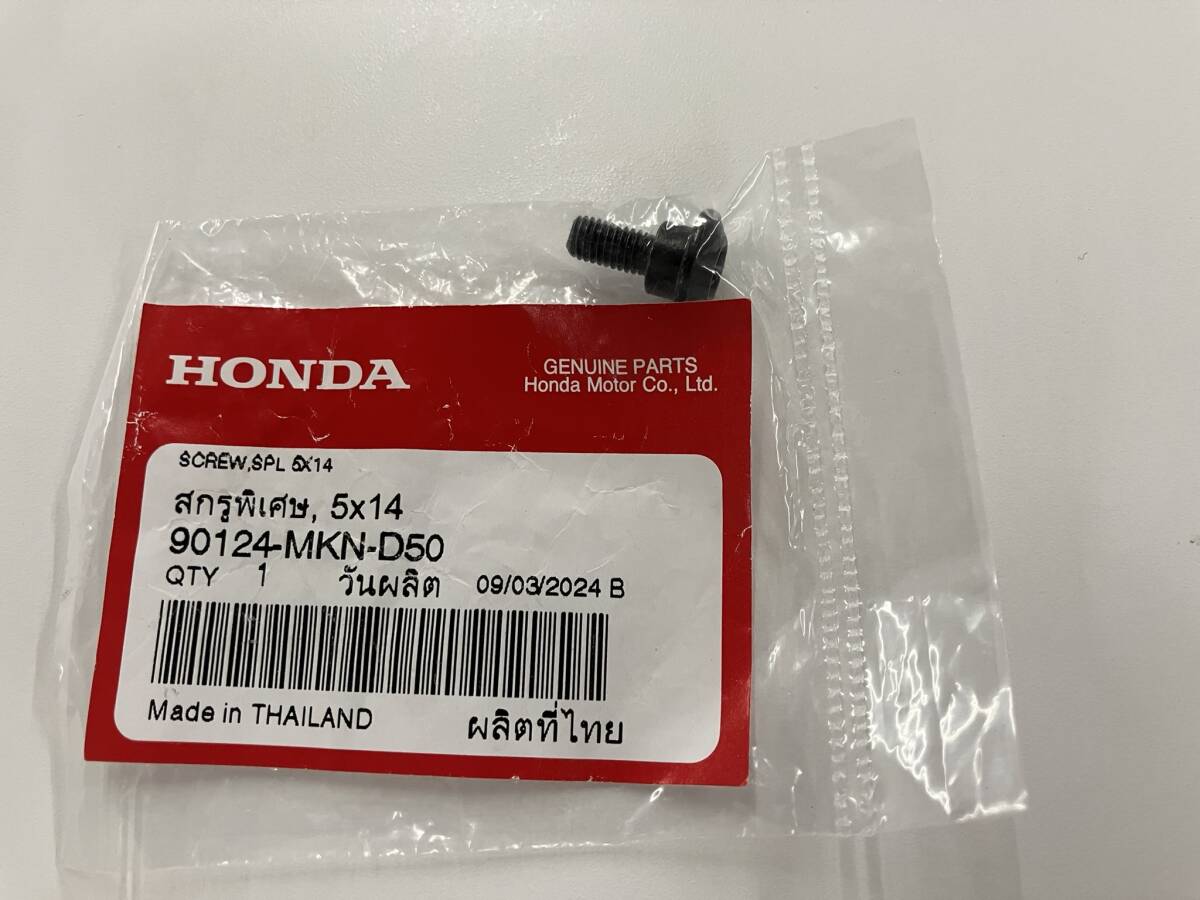 HONDA
GENUINE PARTS
Honda Motor Co., Ltd.
SCREW,SPL 5X14
สกรูพิเศษ, 5x14
90124-MKN-D50
QTY 1 วันผลิต 09/03/2024 B
Made in THAILAND ผลิตที่ไทย